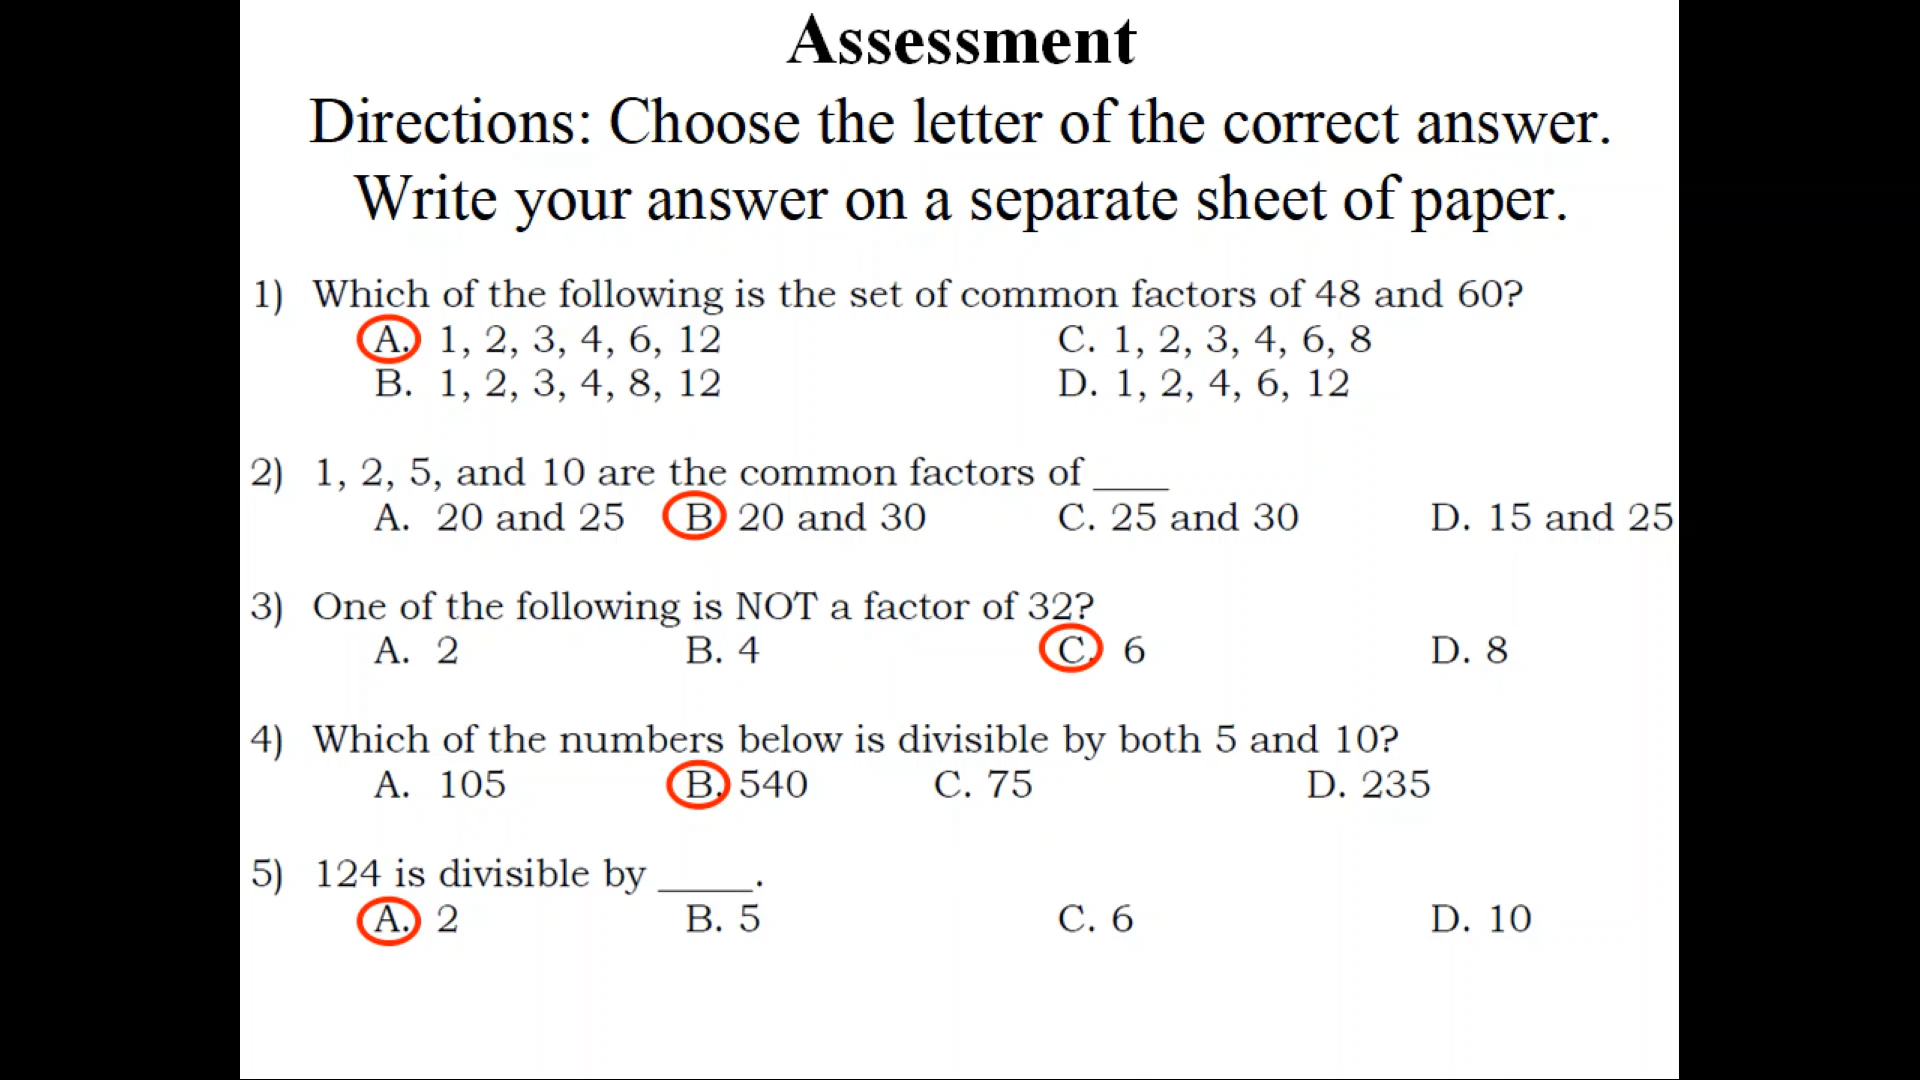 Assessment
Directions: Choose the letter of the correct answer.
Write your answer on a separate sheet of paper.
1) Which of the following is the set of common factors of 48 and 60?
A. 1, 2, 3, 4, 6, 12 C. 1, 2, 3, 4, 6, 8
B. 1, 2, 3, 4, 8, 12 D. 1, 2, 4, 6, 12
2) 1, 2, 5, and 10 are the common factors of ____
A. 20 and 25 B 20 and 30 C. 25 and 30 D. 15 and 25
3) One of the following is NOT a factor of 32?
A. 2 B. 4 C. 6 D. 8
4) Which of the numbers below is divisible by both 5 and 10?
A. 105 B. 540 C. 75 D. 235
5) 124 is divisible by _____.
A. 2 B. 5 C. 6 D. 10